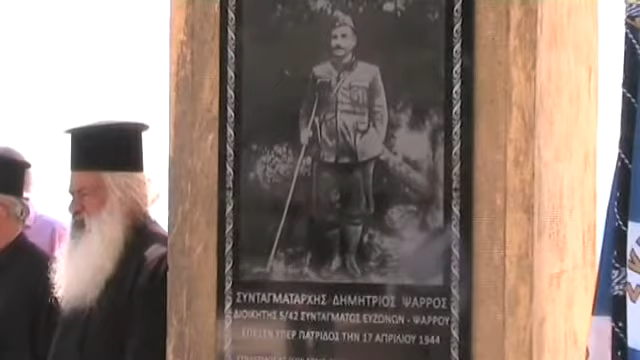 ΣΥΝΤΑΓΜΑΤΑΡΧΗΣ ΔΗΜΗΤΡΙΟΣ ΨΑΡΡΟΣ
ΔΙΟΙΚΗΤΗΣ 5/42 ΣΥΝΤΑΓΜΑΤΟΣ ΕΥΖΩΝΩΝ - ΨΑΡΡΟΥ
ΕΠΕΣΕΝ ΥΠΕΡ ΠΑΤΡΙΔΟΣ ΤΗΝ 17 ΑΠΡΙΛΙΟΥ 1944